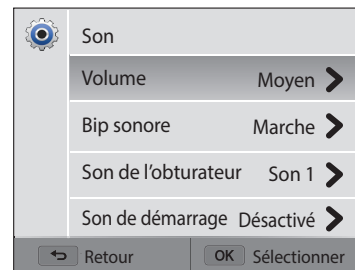 Son
Volume Moyen
Bip sonore Marche
Son de l'obturateur Son 1
Son de démarrage Désactivé
Retour OK Sélectionner